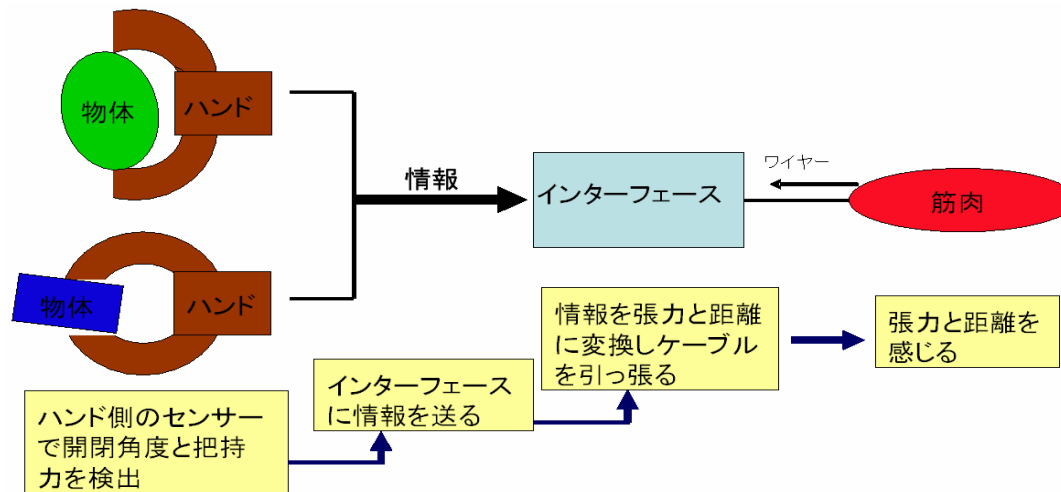 物体
ハンド
情報
インターフェース
ワイヤー
筋肉
物体
ハンド
ハンド側のセンサー
で開閉角度と把持
力を検出
インターフェース
に情報を送る
情報を張力と距離
に変換しケーブル
を引っ張る
張力と距離を
感じる